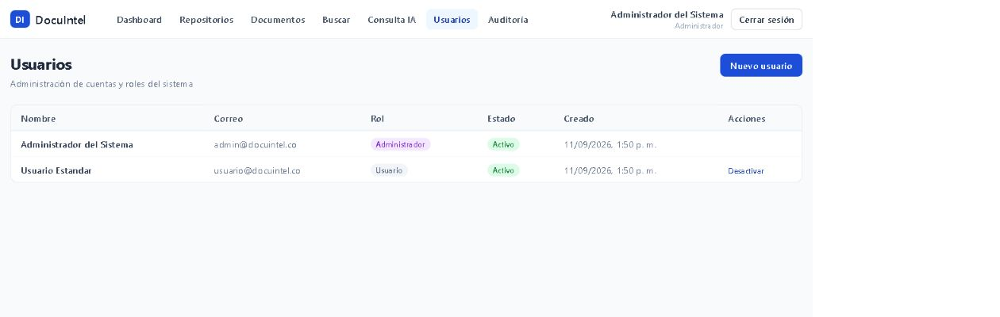 DI DocuIntel Dashboard Repositorios Documentos Buscar Consulta IA Usuarios Auditoría Administrador del Sistema Cerrar sesión
Administrador
Usuarios Nuevo usuario
Administración de cuentas y roles del sistema
Nombre Correo Rol Estado Creado Acciones
Administrador del Sistema admin@docuintel.co Administrador Activo 11/09/2026, 1:50 p. m.
Usuario Estandar usuario@docuintel.co Usuario Activo 11/09/2026, 1:50 p. m. Desactivar